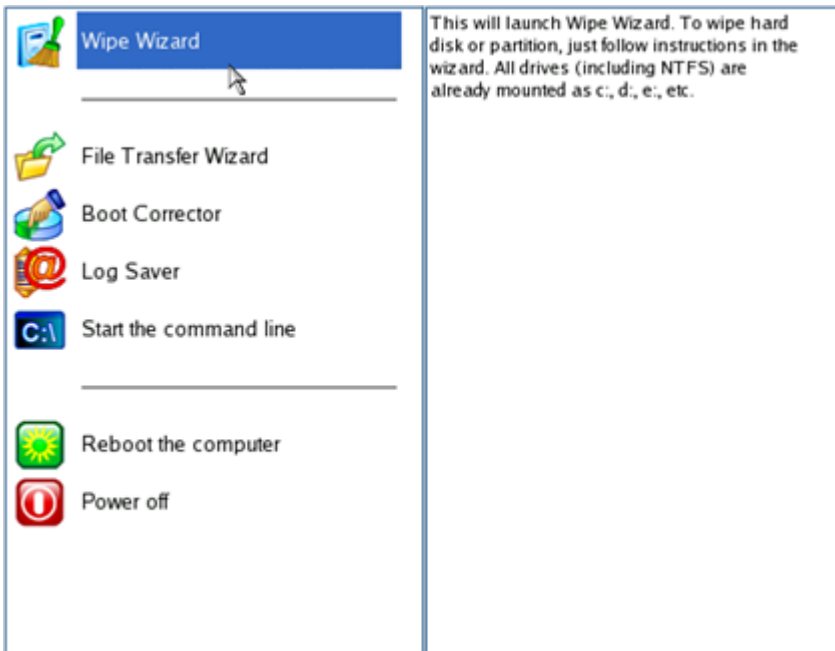 Wipe Wizard
File Transfer Wizard
Boot Corrector
@
Log Saver
C:\
Start the command line
Reboot the computer
Power off
This will launch Wipe Wizard. To wipe hard
disk or partition, just follow instructions in the
wizard. All drives (including NTFS) are
already mounted as c:, d:, e:, etc.